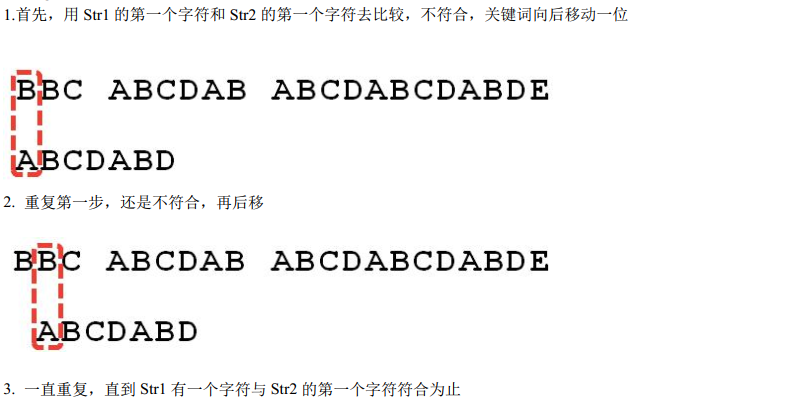 1.首先，用 Str1 的第一个字符和 Str2 的第一个字符去比较，不符合，关键词向后移动一位
BBC ABCDAB ABCDABCDABDE
ABCDABD
2. 重复第一步，还是不符合，再后移
BBC ABCDAB ABCDABCDABDE
ABCDABD
3. 一直重复，直到 Str1 有一个字符与 Str2 的第一个字符符合为止